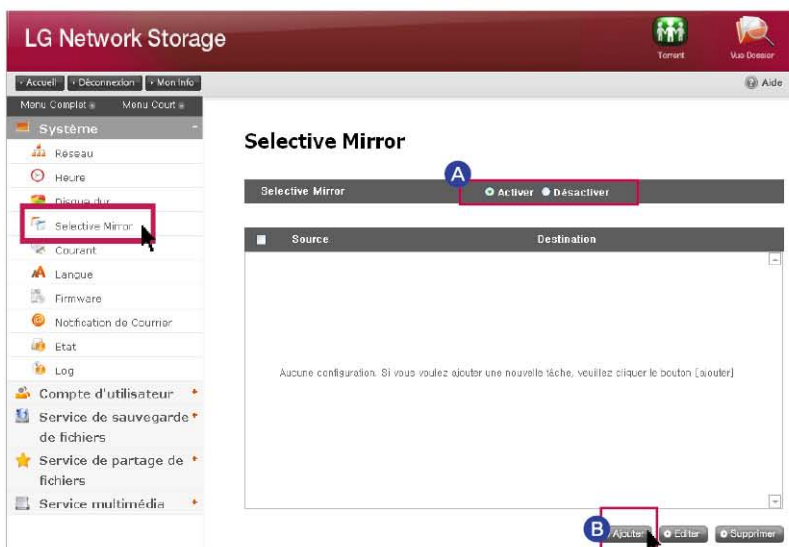 LG Network Storage
Torrent
Vue Dossier
Accueil
Déconnexion
Mon Info
Aide
Menu Complet
Menu Court
Système
Réseau
Heure
Disque dur
Selective Mirror
Courant
Langue
Firmware
Notification de Courrier
Etat
Log
Compte d'utilisateur
Service de sauvegarde
de fichiers
Service de partage de
fichiers
Service multimédia
Selective Mirror
A
Selective Mirror
Activer
Désactiver
Source
Destination
Aucune configuration. Si vous voulez ajouter une nouvelle tâche, veuillez cliquer le bouton [ajouter]
B
Ajouter
Editer
Supprimer